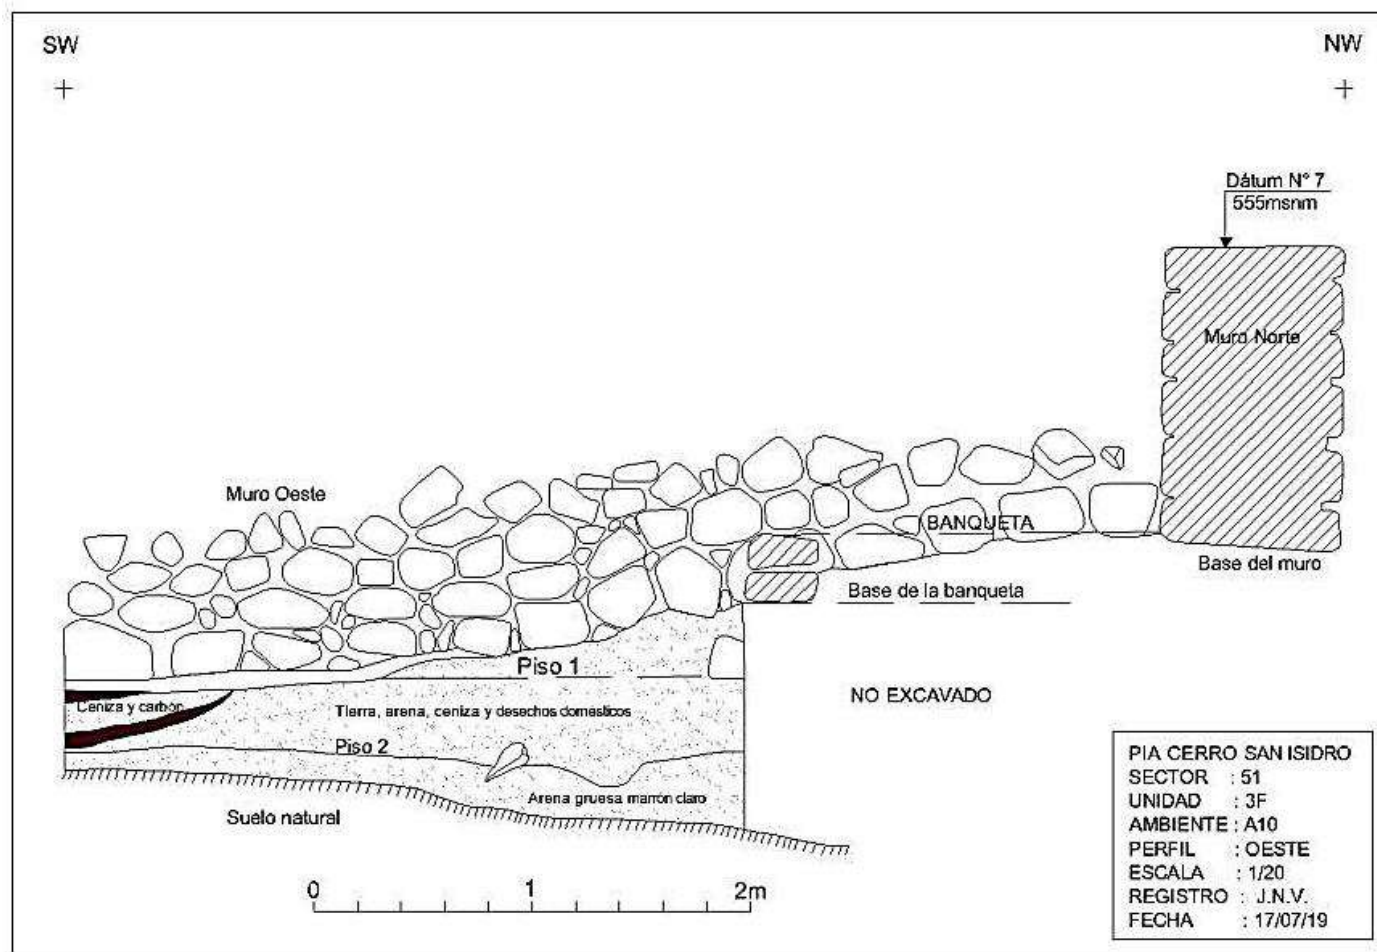 SW
NW
Dátum N° 7
555msnm
Muro Norte
Muro Oeste
BANQUETA
Base del muro
Base de la banqueta
Piso 1
NO EXCAVADO
Ceniza y carbón
Tierra, arena, ceniza y desechos domésticos
Piso 2
Arena gruesa marrón claro
Suelo natural
0 1 2m
PIA CERRO SAN ISIDRO
SECTOR : 51
UNIDAD : 3F
AMBIENTE : A10
PERFIL : OESTE
ESCALA : 1/20
REGISTRO : J.N.V.
FECHA : 17/07/19